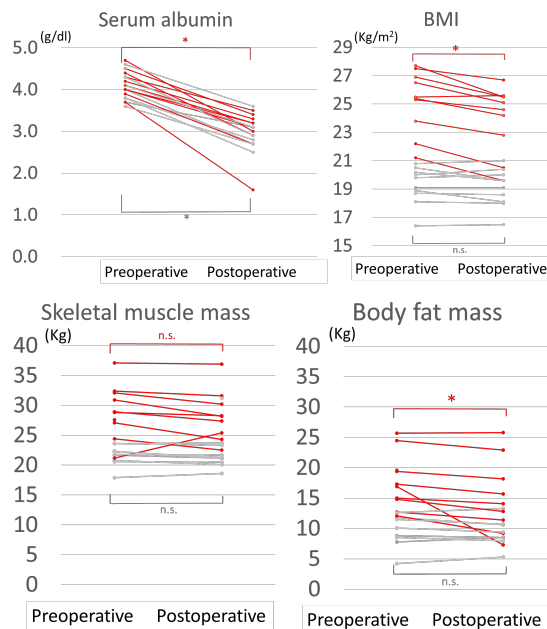 Serum albumin
(g/dl)
5.0
4.0
3.0
2.0
1.0
0.0
*
*
Preoperative Postoperative
BMI
(Kg/m²)
29
27
25
23
21
19
17
15
*
n.s.
Preoperative Postoperative
Skeletal muscle mass
(Kg)
40
35
30
25
20
15
10
5
0
n.s.
n.s.
Preoperative Postoperative
Body fat mass
(Kg)
40
35
30
25
20
15
10
5
0
*
n.s.
Preoperative Postoperative